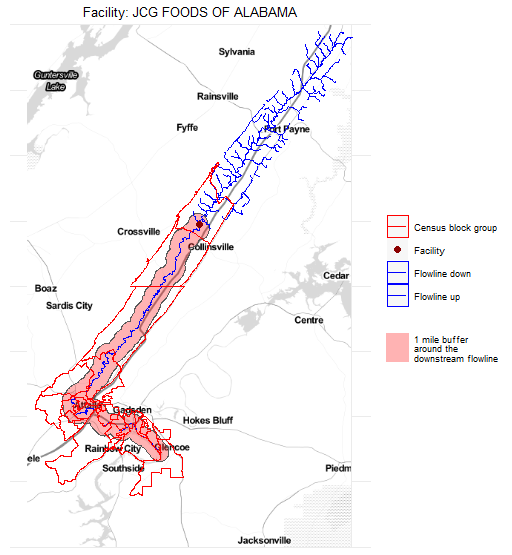 Facility: JCG FOODS OF ALABAMA
Sylvania
Guntersville
Lake
Rainsville
Fyffe
Fort Payne
Crossville
Collinsville
Cedar
Boaz
Sardis City
Centre
Attalla
Gadsden
Hokes Bluff
Rainbow City
Glencoe
ele
Southside
Piedm
Jacksonville
Census block group
Facility
Flowline down
Flowline up
1 mile buffer
around the
downstream flowline